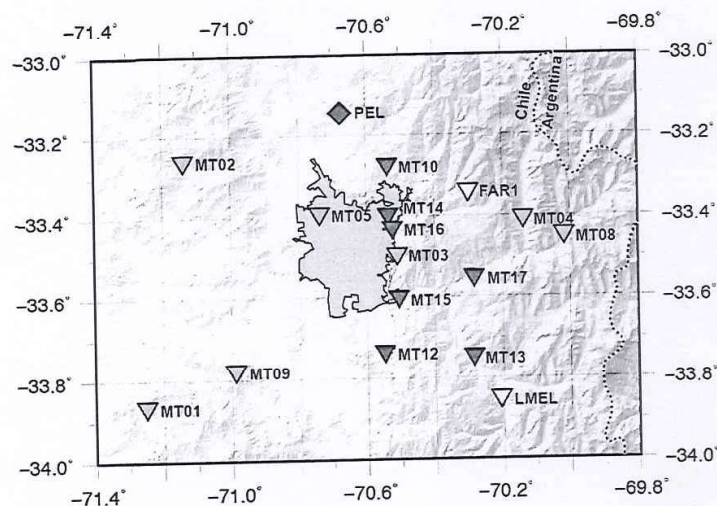 −71.4° −71.0° −70.6° −70.2° −69.8°
−33.0° −33.0°
Chile
Argentina
PEL
−33.2° −33.2°
MT02 MT10
FAR1
MT05 MT14 MT04
−33.4° −33.4°
MT16 MT08
MT03
MT17
−33.6° −33.6°
MT15
MT12 MT13
MT09
−33.8° −33.8°
MT01 LMEL
−34.0° −34.0°
−71.4° −71.0° −70.6° −70.2° −69.8°